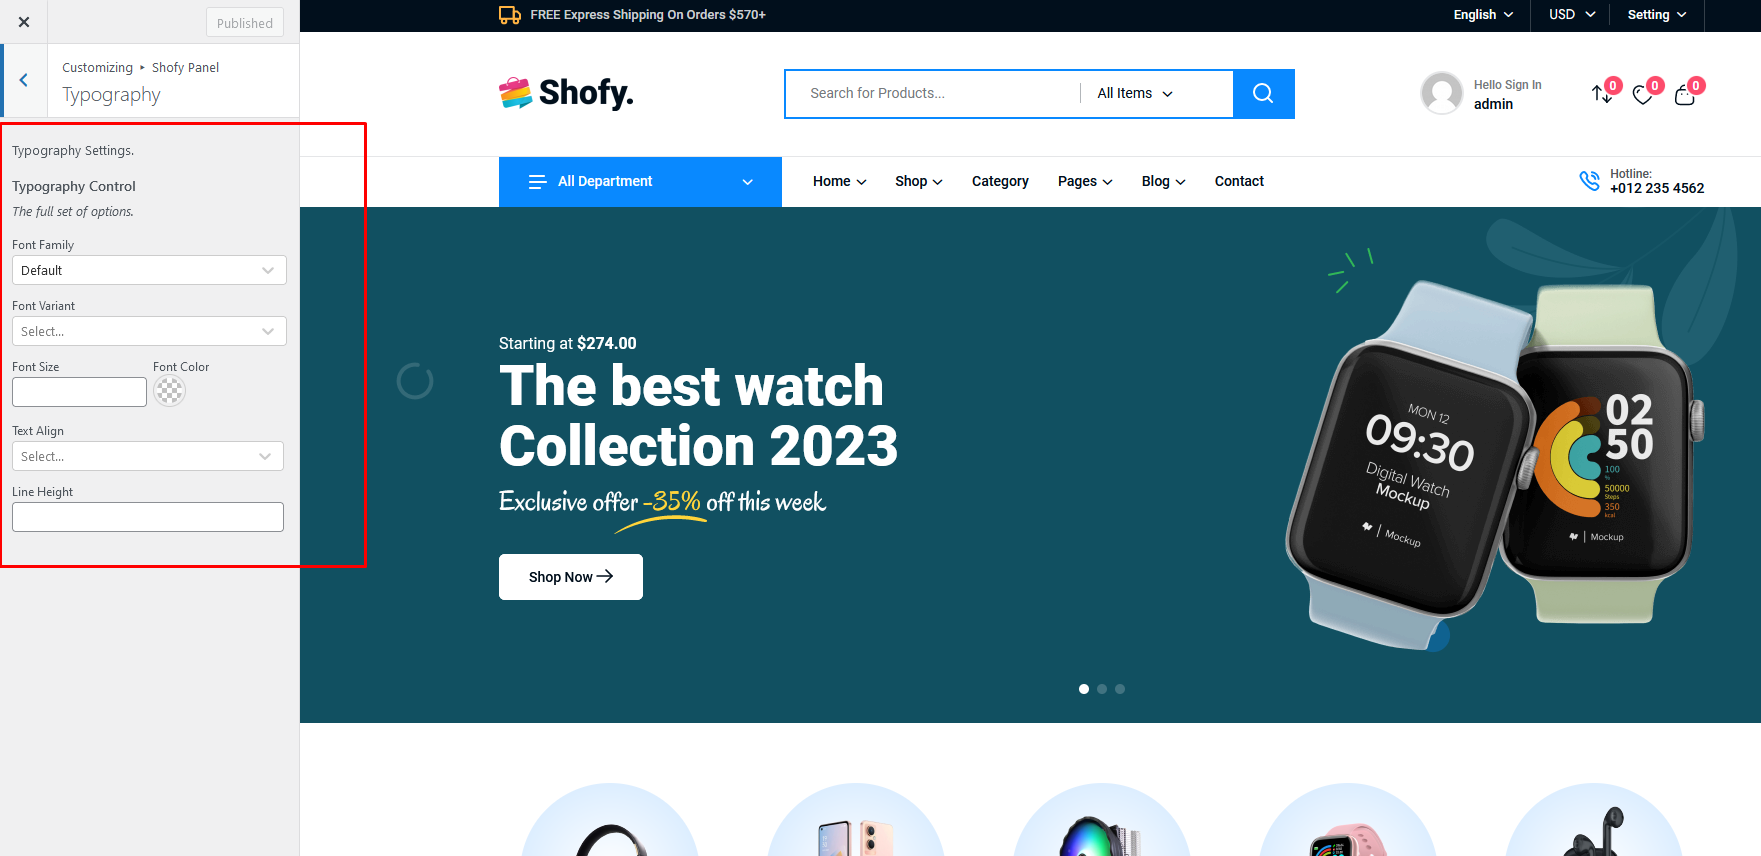 Published
Customizing ▸ Shofy Panel
Typography
Typography Settings.
Typography Control
The full set of options.
Font Family
Default
Font Variant
Select...
Font Size Font Color
Text Align
Select...
Line Height
FREE Express Shipping On Orders $570+
English USD Setting
Shofy.
Search for Products... All Items
Hello Sign In
admin
0 0 0
All Department
Home Shop Category Pages Blog Contact
Hotline:
+012 235 4562
Starting at $274.00
The best watch
Collection 2023
Exclusive offer -35% off this week
Shop Now
MON 12
09:30
Digital Watch
Mockup
Mockup
02
50
100
%
50000
Steps
350
kcal
Mockup